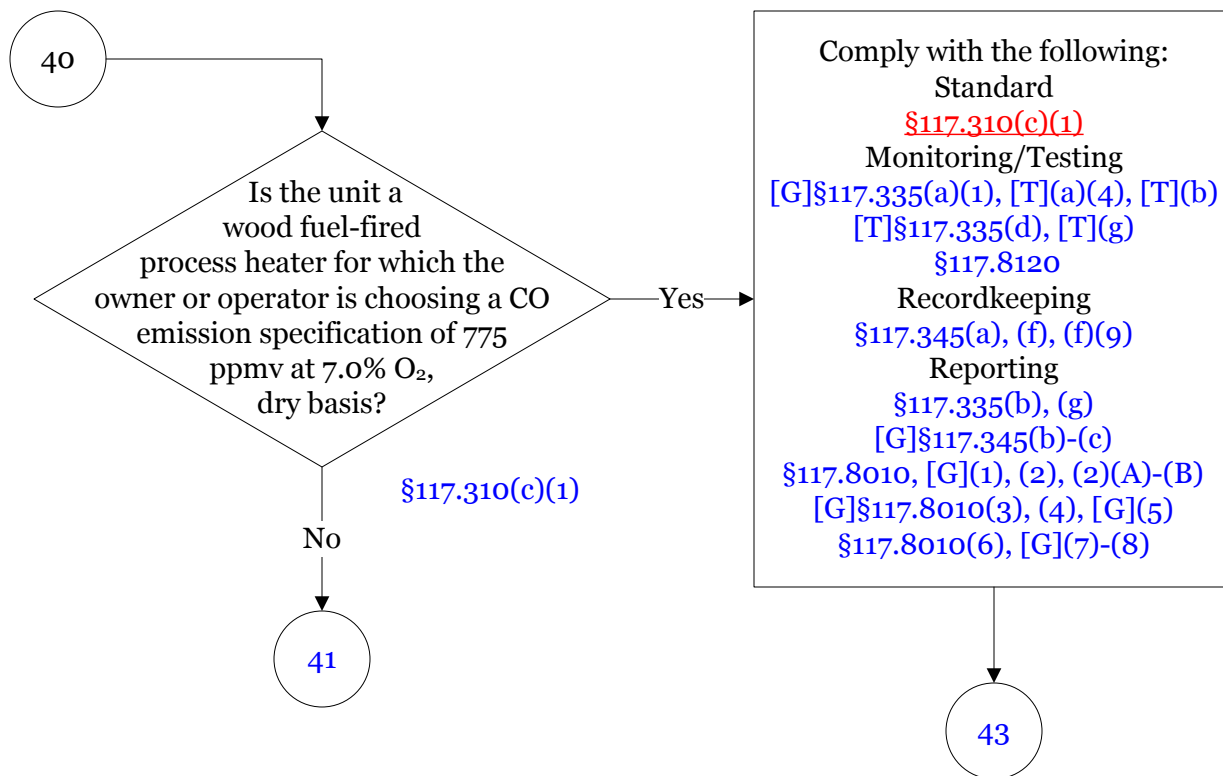 40
Is the unit a
wood fuel-fired
process heater for which the
owner or operator is choosing a CO
emission specification of 775
ppmv at 7.0% O₂,
dry basis?
Yes
§117.310(c)(1)
No
41
Comply with the following:
Standard
§117.310(c)(1)
Monitoring/Testing
[G]§117.335(a)(1), [T](a)(4), [T](b)
[T]§117.335(d), [T](g)
§117.8120
Recordkeeping
§117.345(a), (f), (f)(9)
Reporting
§117.335(b), (g)
[G]§117.345(b)-(c)
§117.8010, [G](1), (2), (2)(A)-(B)
[G]§117.8010(3), (4), [G](5)
§117.8010(6), [G](7)-(8)
43